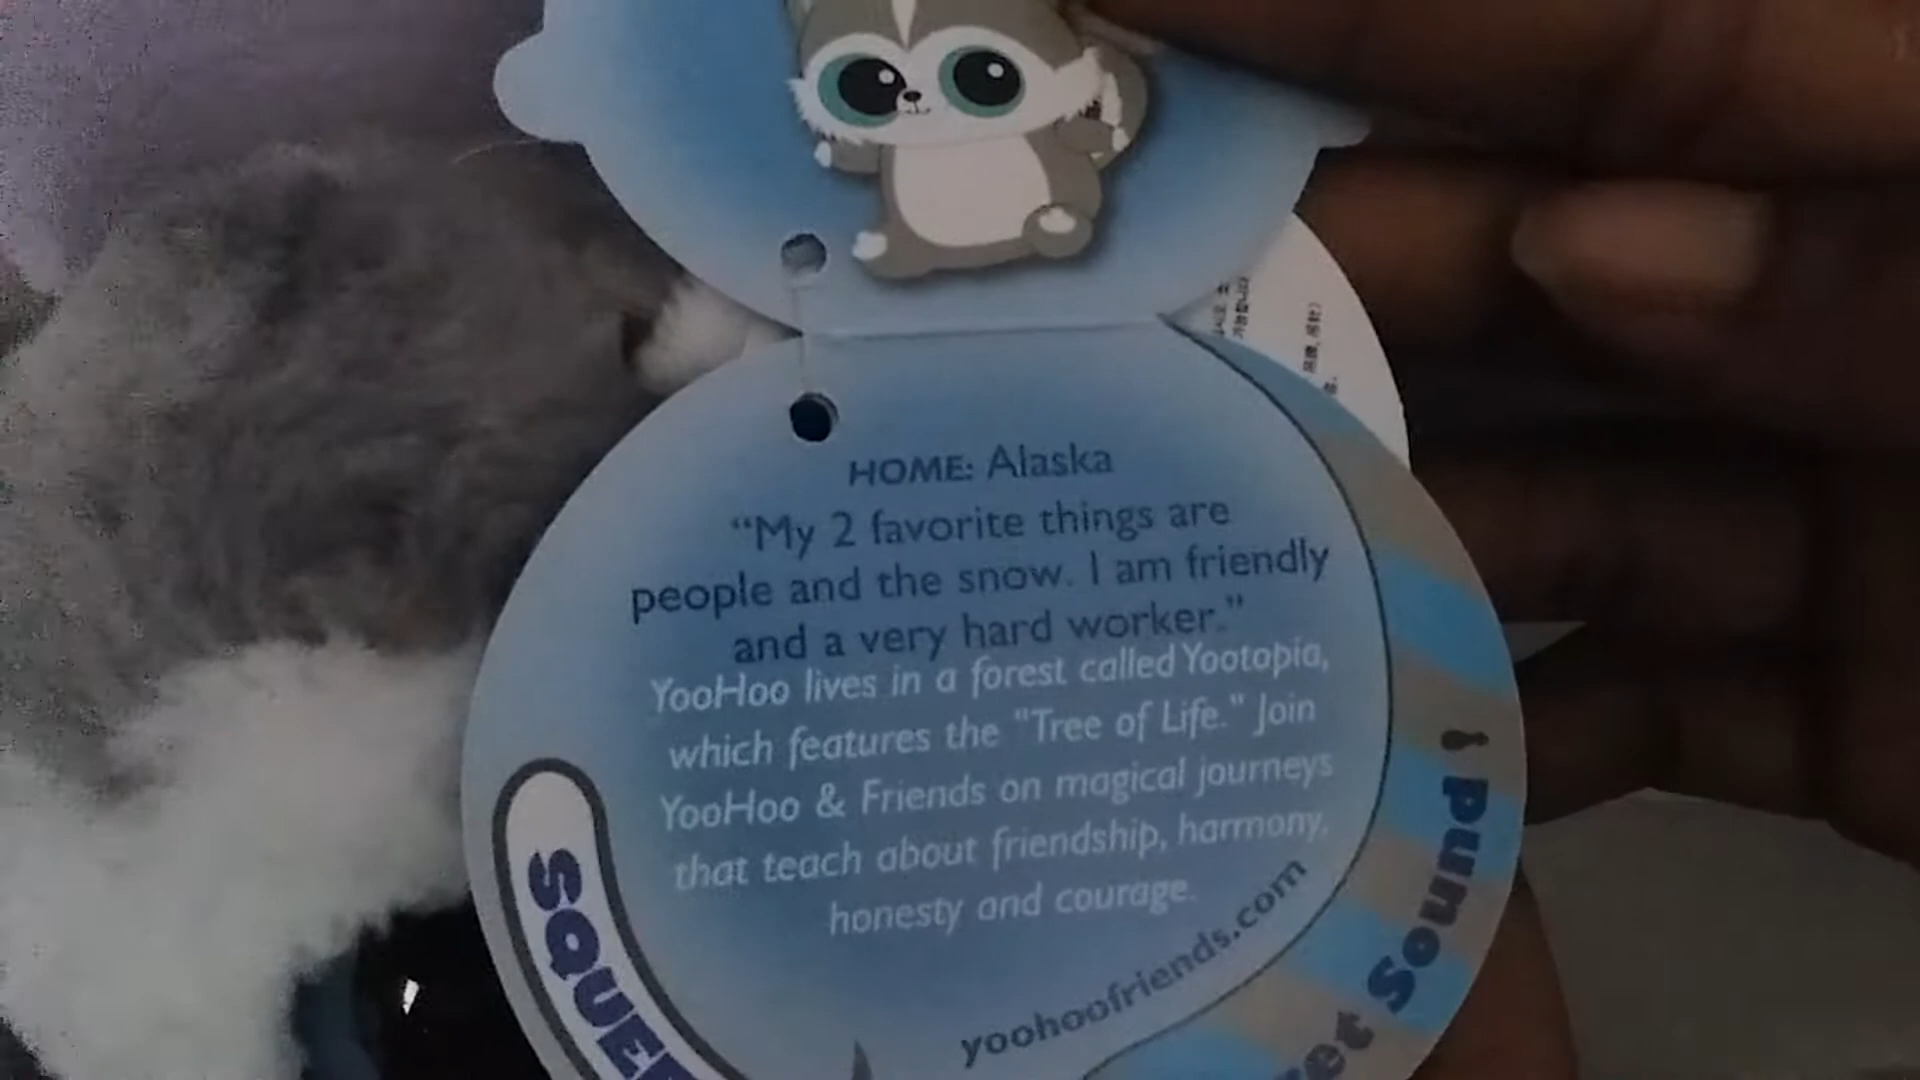 HOME: Alaska
“My 2 favorite things are
people and the snow. I am friendly
and a very hard worker.”
YooHoo lives in a forest called Yootopia,
which features the "Tree of Life." Join
YooHoo & Friends on magical journeys
that teach about friendship, harmony,
honesty and courage.
yoohoofriends.com
Sound!